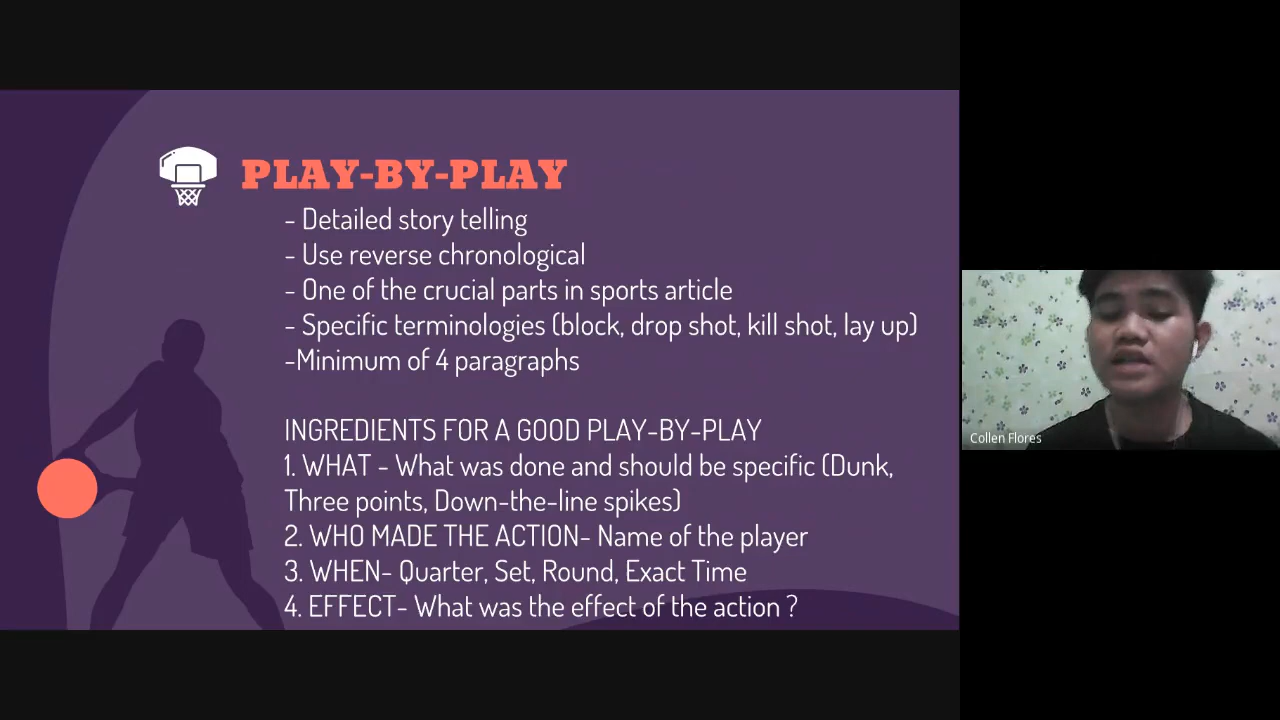 PLAY-BY-PLAY
- Detailed story telling
- Use reverse chronological
- One of the crucial parts in sports article
- Specific terminologies (block, drop shot, kill shot, lay up)
-Minimum of 4 paragraphs
INGREDIENTS FOR A GOOD PLAY-BY-PLAY
1. WHAT - What was done and should be specific (Dunk,
Three points, Down-the-line spikes)
2. WHO MADE THE ACTION- Name of the player
3. WHEN- Quarter, Set, Round, Exact Time
4. EFFECT- What was the effect of the action ?
Collen Flores